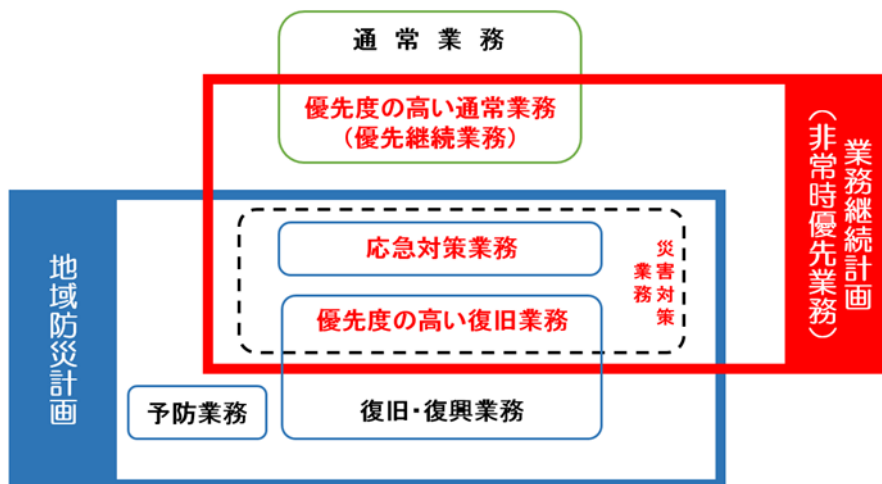 通常業務
優先度の高い通常業務
(優先継続業務)
業務継続計画
(非常時優先業務)
地域防災計画
応急対策業務
災害対策
業務
優先度の高い復旧業務
予防業務
復旧・復興業務